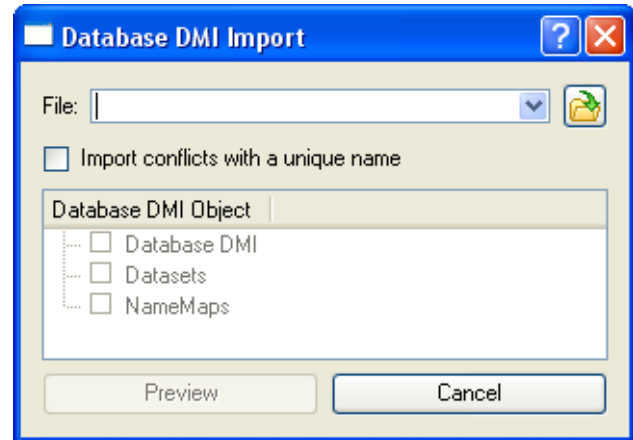 Database DMI Import
File:
Import conflicts with a unique name
Database DMI Object
Database DMI
Datasets
NameMaps
Preview Cancel